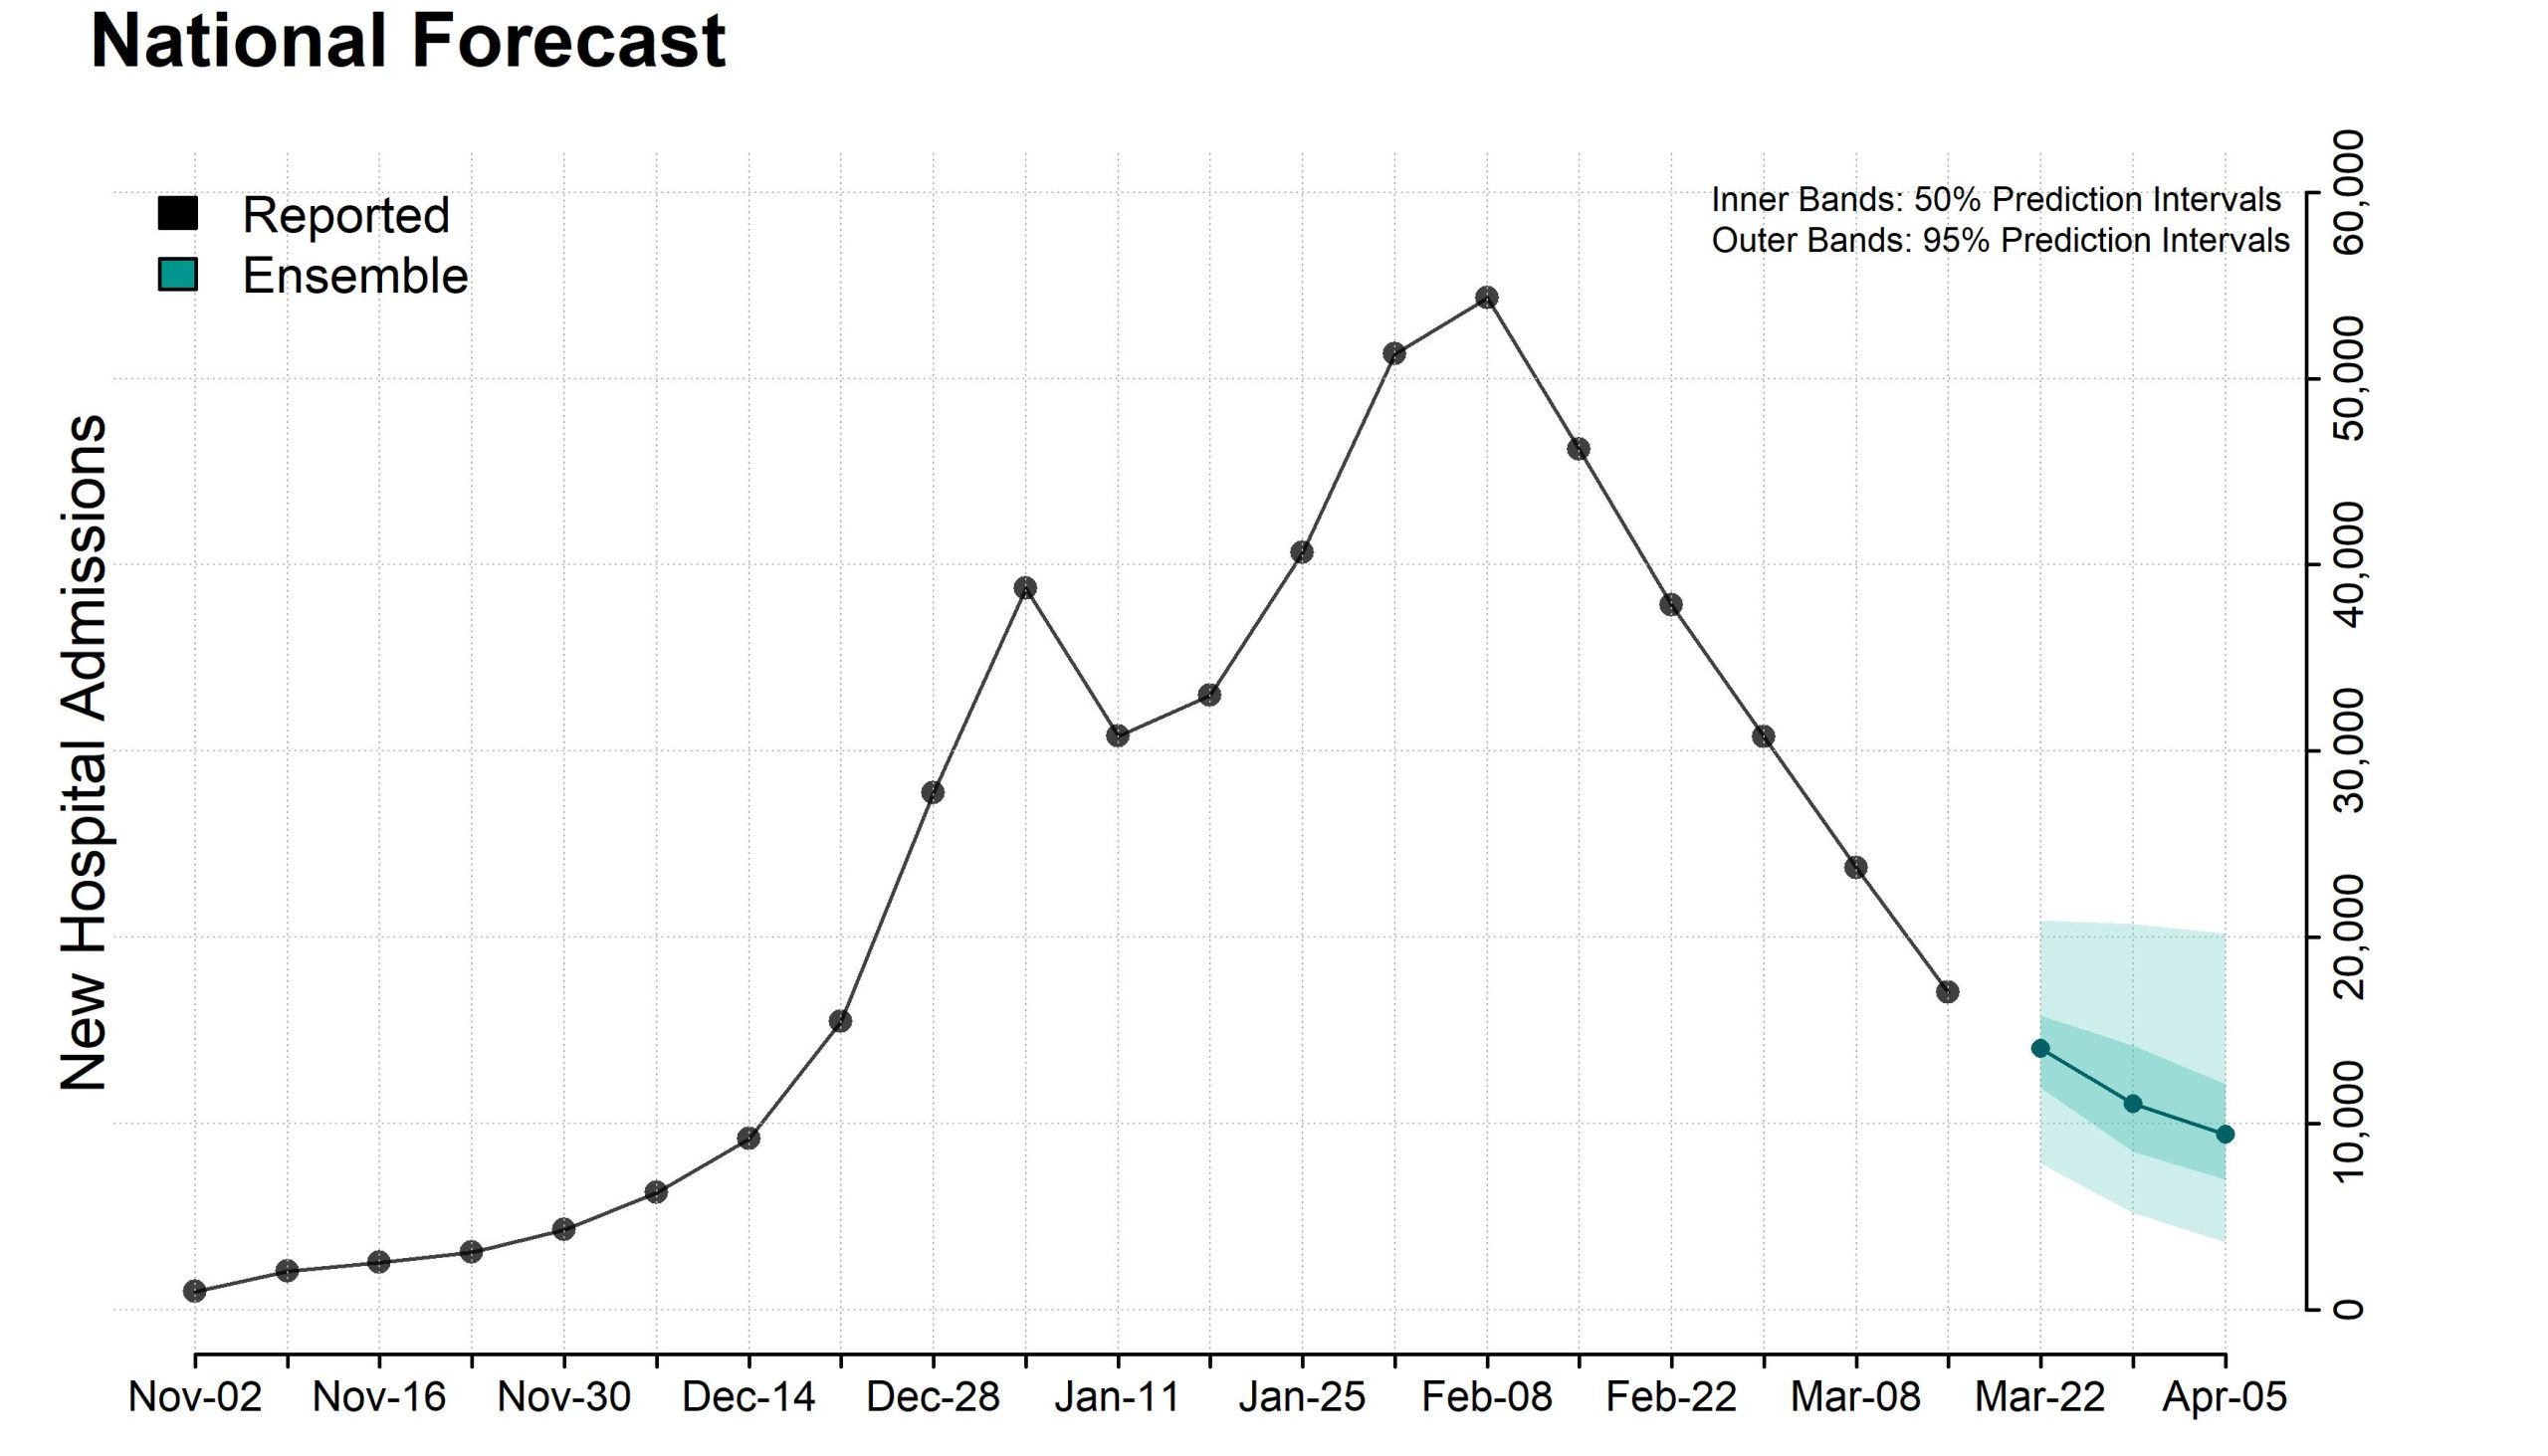 National Forecast
Reported
Ensemble
Inner Bands: 50% Prediction Intervals
Outer Bands: 95% Prediction Intervals
New Hospital Admissions
60,000
50,000
40,000
30,000
20,000
10,000
0
Nov-02 Nov-16 Nov-30 Dec-14 Dec-28 Jan-11 Jan-25 Feb-08 Feb-22 Mar-08 Mar-22 Apr-05